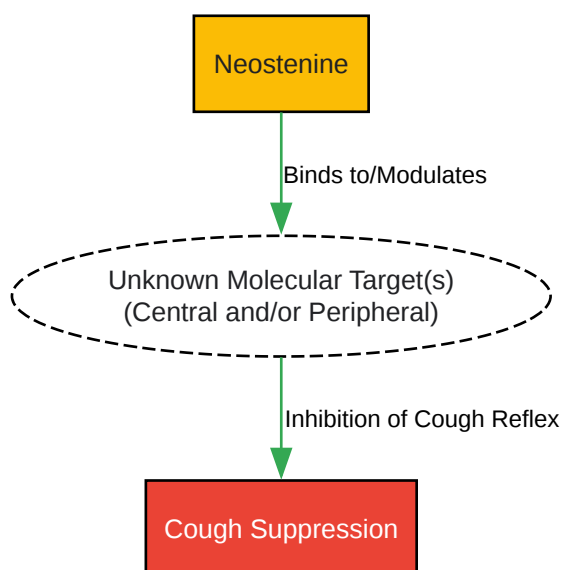 Neostenine
Binds to/Modulates
Unknown Molecular Target(s)
(Central and/or Peripheral)
Inhibition of Cough Reflex
Cough Suppression